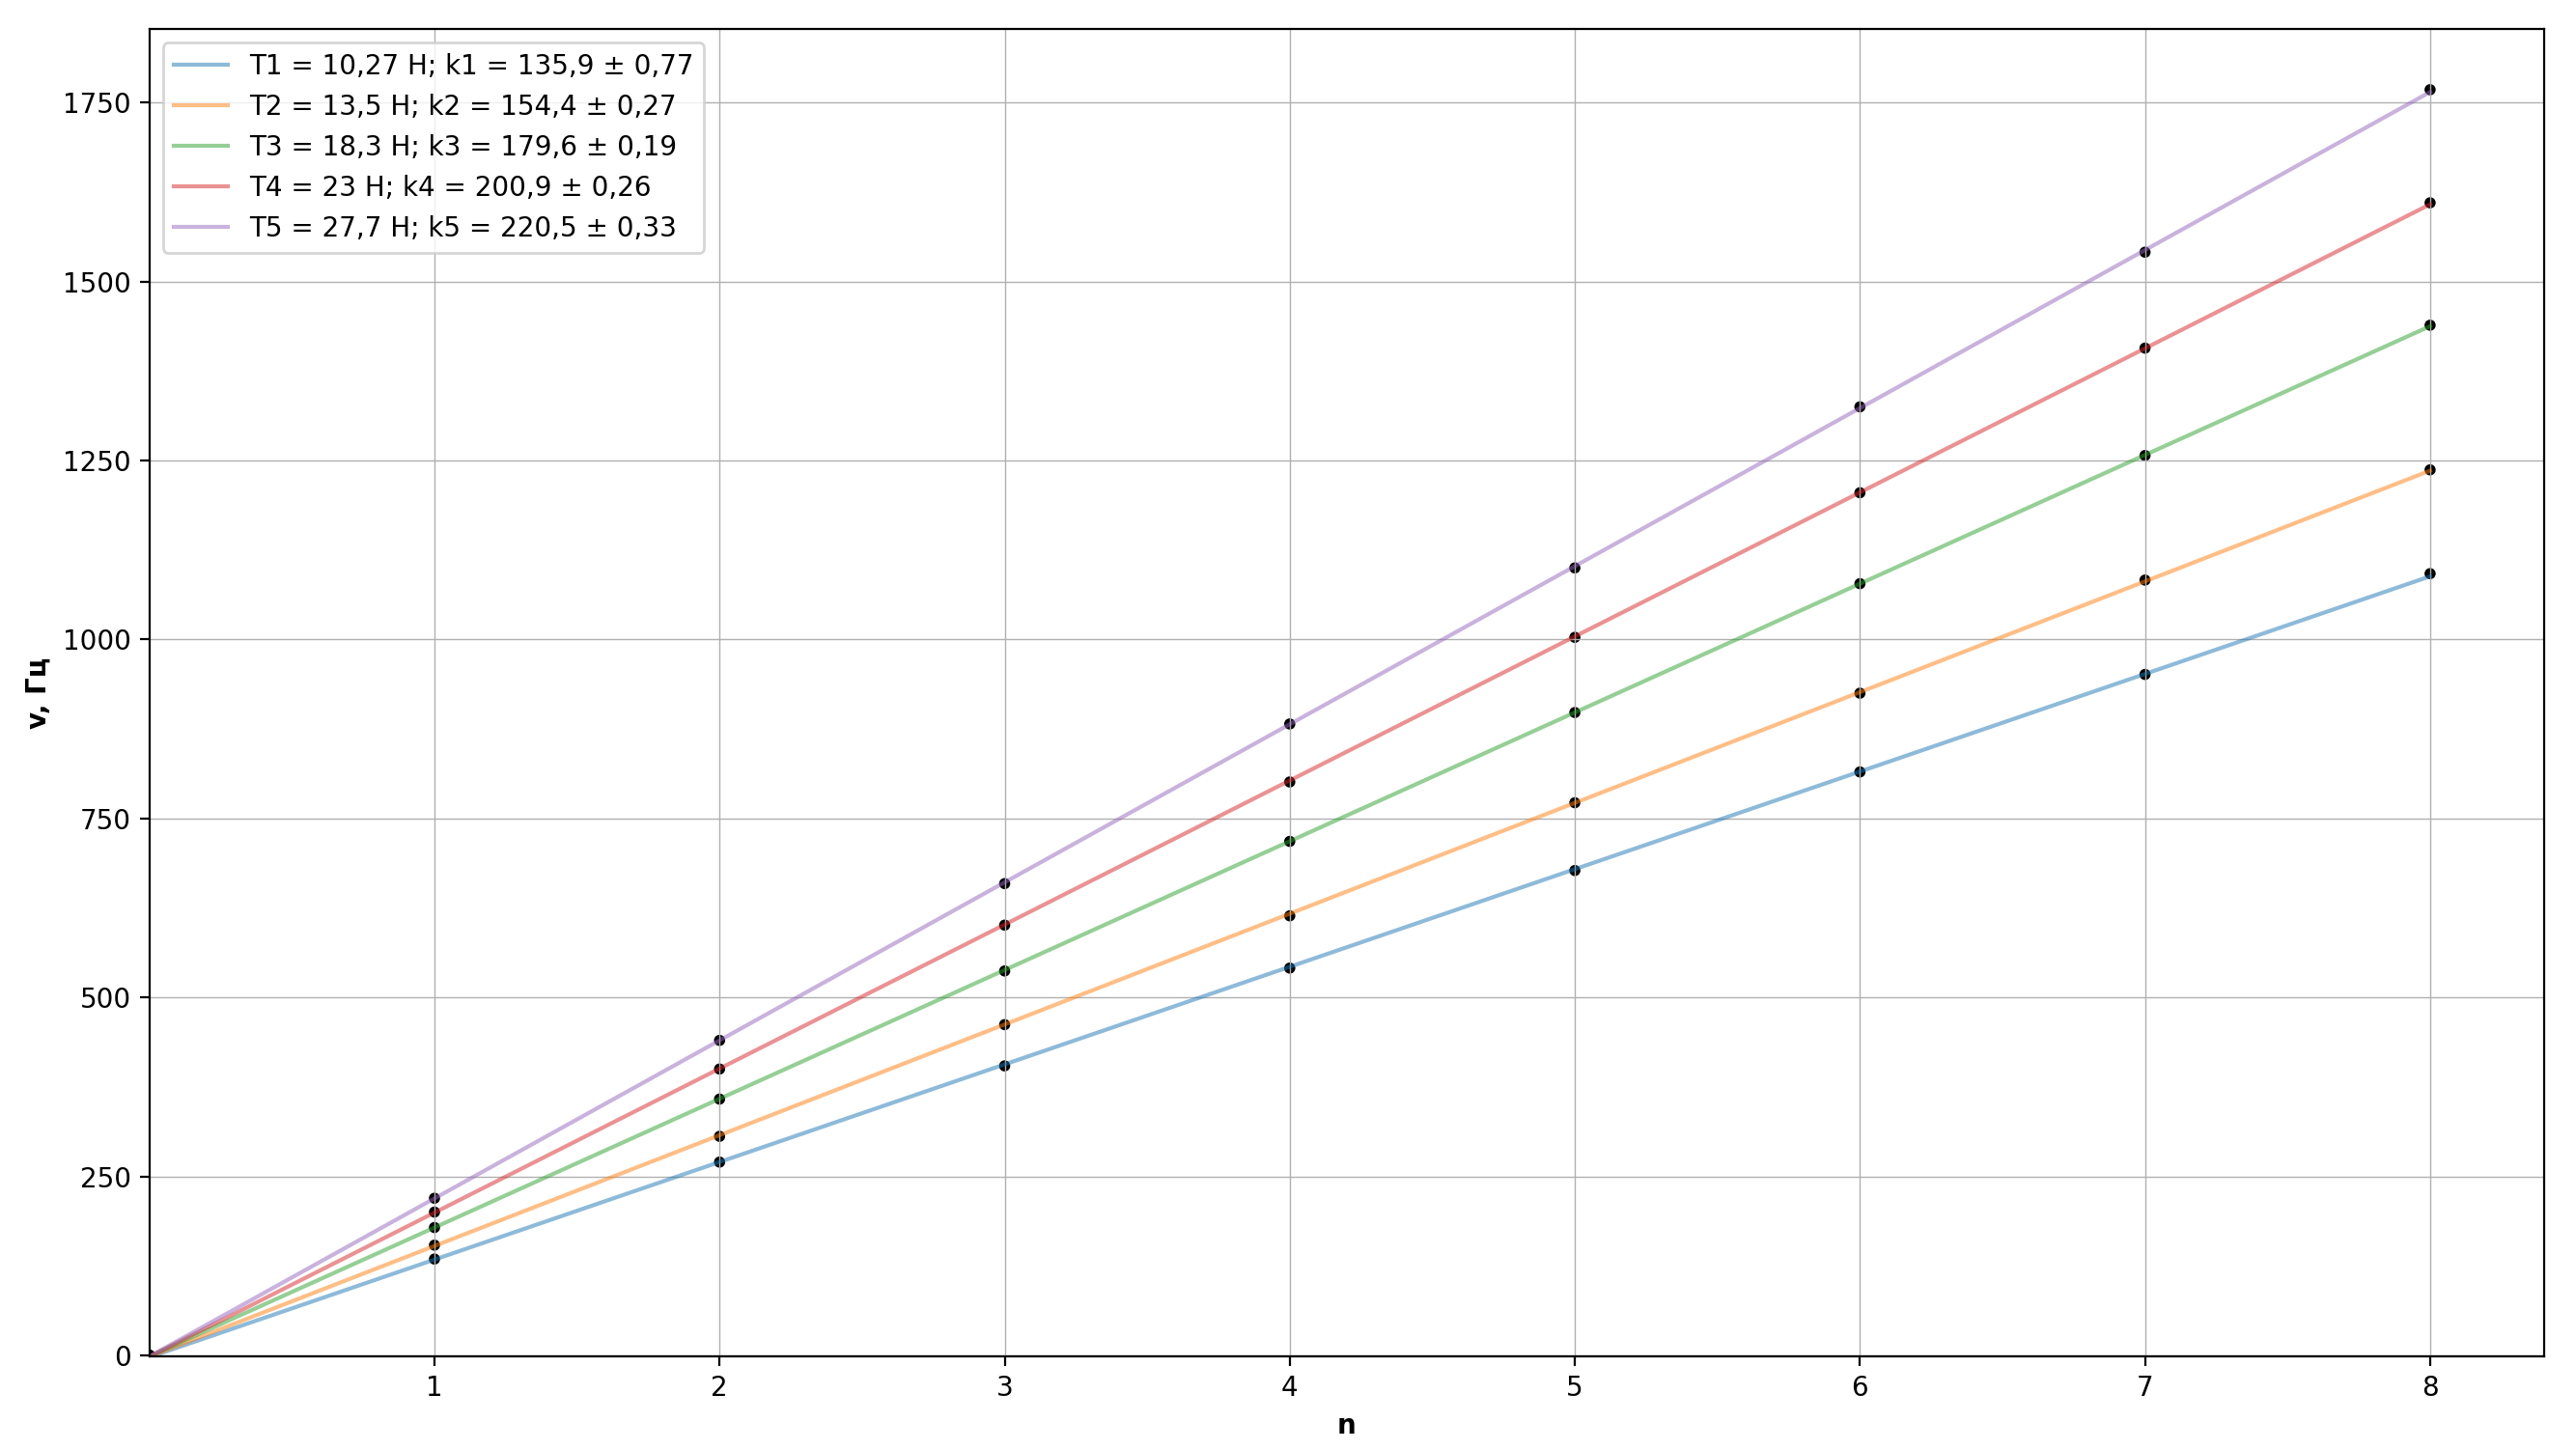 T1 = 10,27 Н; k1 = 135,9 ± 0,77
T2 = 13,5 Н; k2 = 154,4 ± 0,27
T3 = 18,3 Н; k3 = 179,6 ± 0,19
T4 = 23 Н; k4 = 200,9 ± 0,26
T5 = 27,7 Н; k5 = 220,5 ± 0,33
1750
1500
1250
1000
750
500
250
0
v, Гц
1 2 3 4 5 6 7 8
n